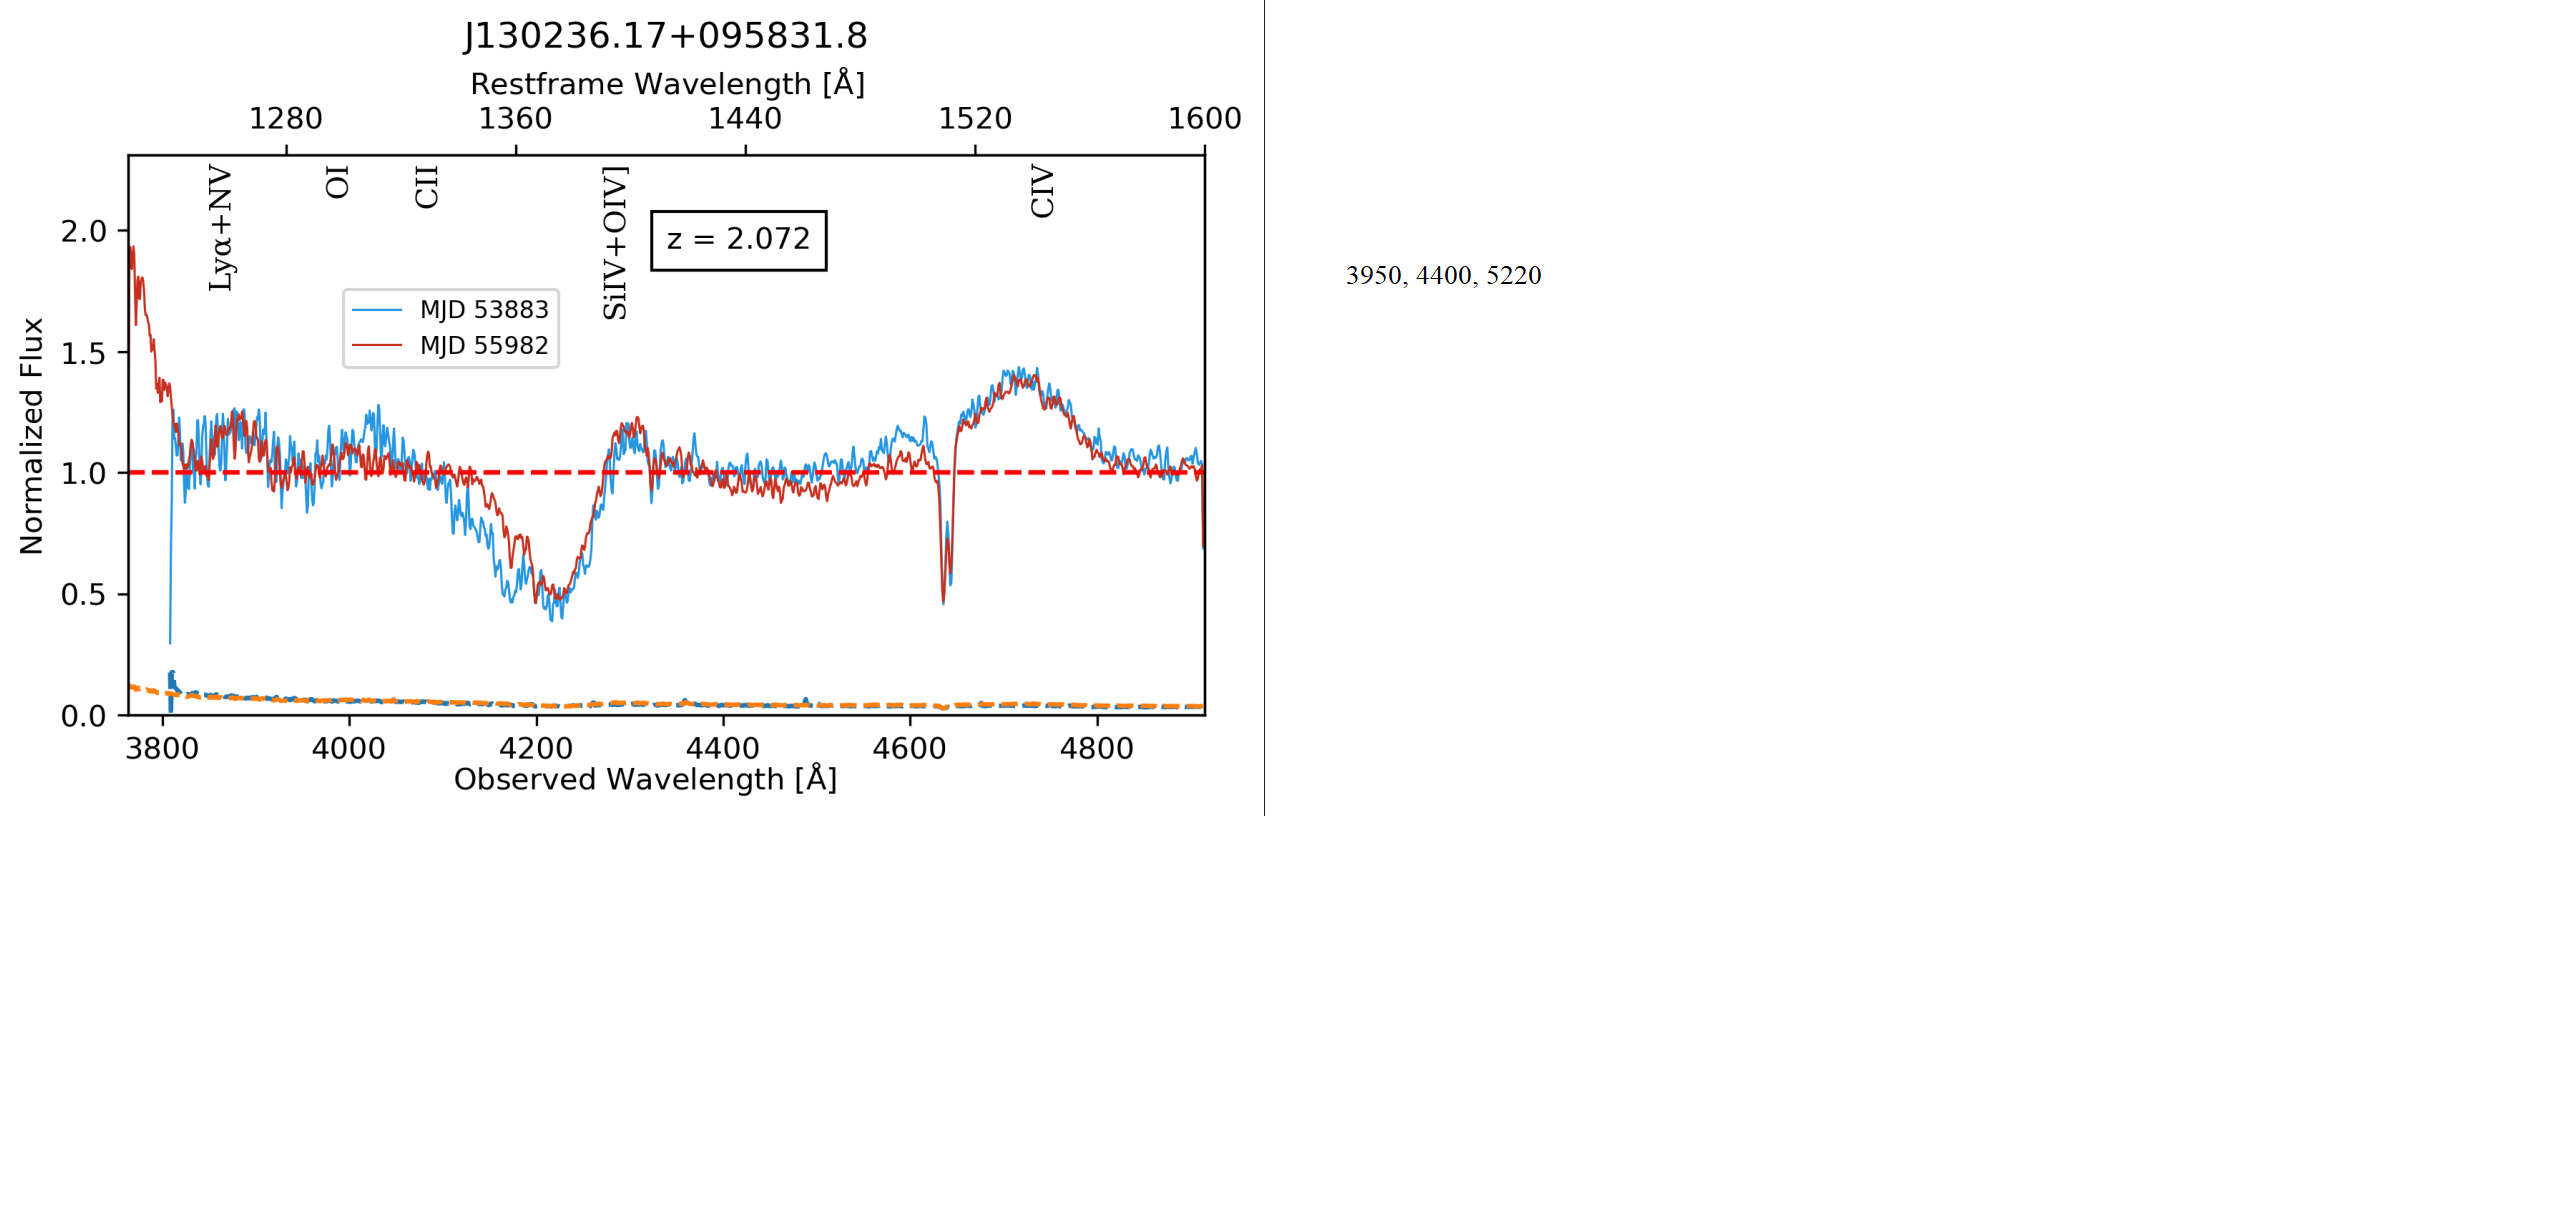 J130236.17+095831.8
Restframe Wavelength [Å]
1280 1360 1440 1520 1600
Lyα+NV
OI
CII
SiIV+OIV]
CIV
z = 2.072
MJD 53883
MJD 55982
Normalized Flux
2.0
1.5
1.0
0.5
0.0
3800 4000 4200 4400 4600 4800
Observed Wavelength [Å]
3950, 4400, 5220